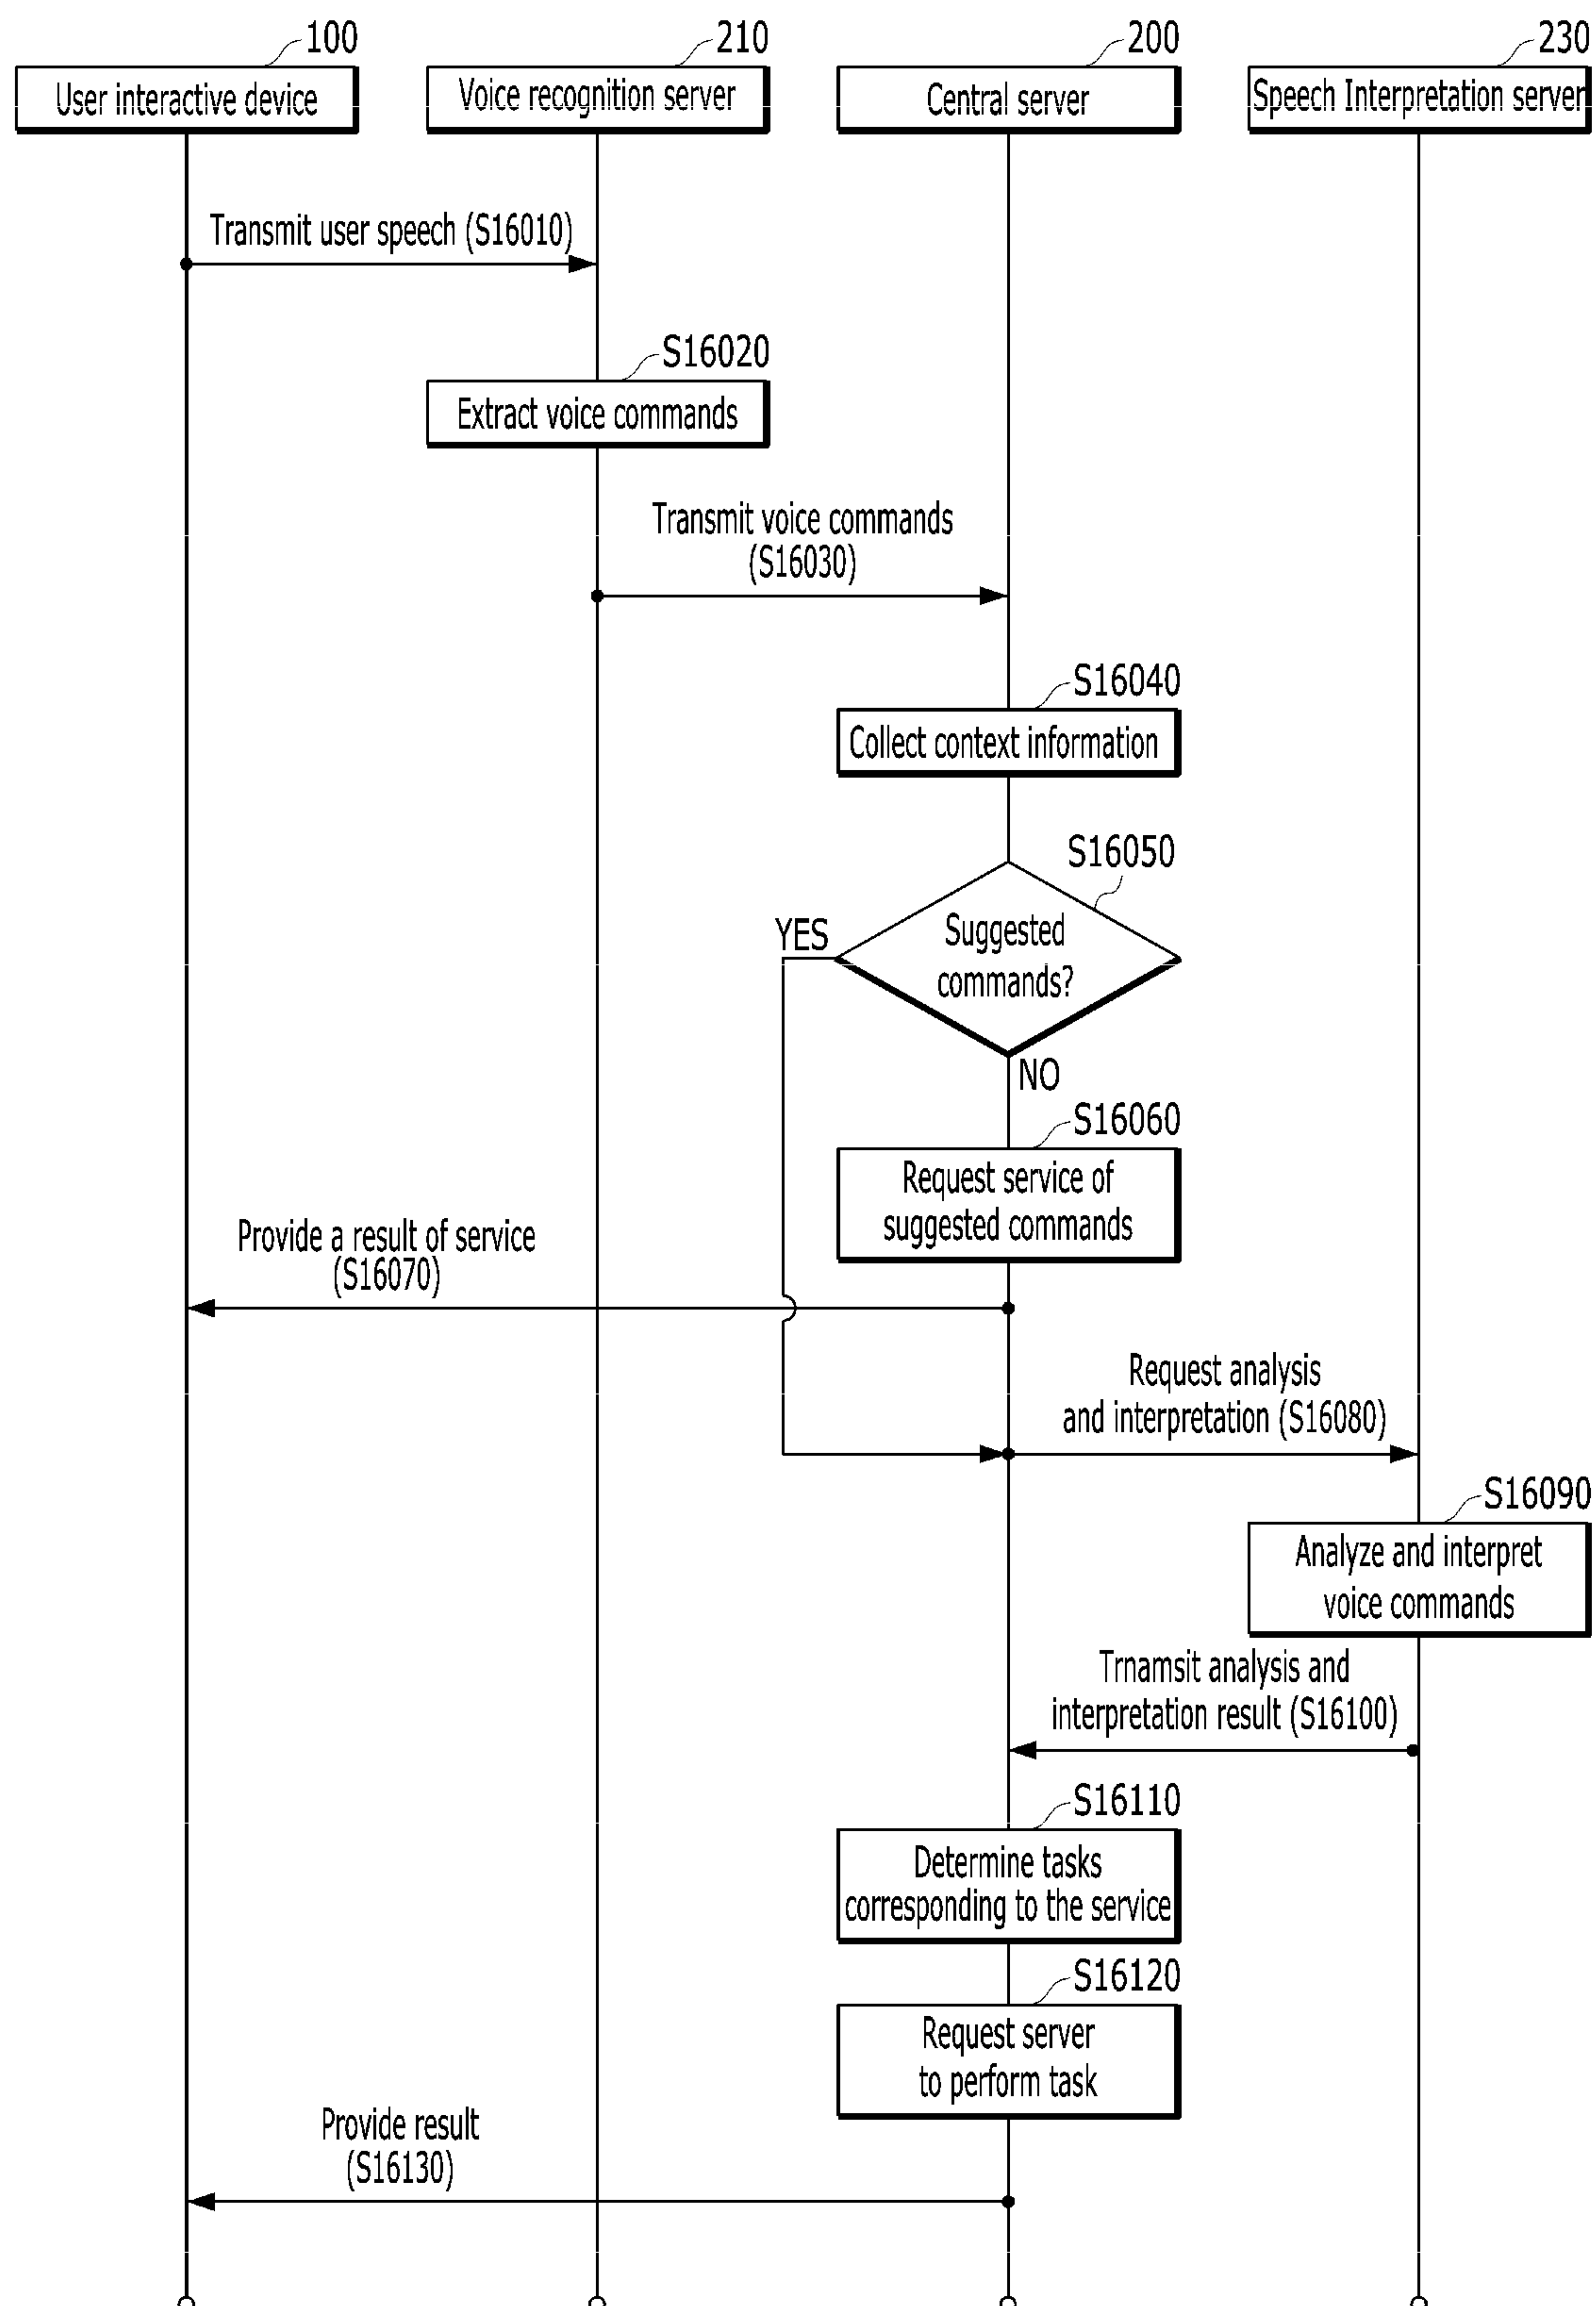 100
210
200
230
User interactive device
Voice recognition server
Central server
Speech Interpretation server
Transmit user speech (S16010)
S16020
Extract voice commands
Transmit voice commands
(S16030)
S16040
Collect context information
S16050
YES
Suggested
commands?
NO
S16060
Request service of
suggested commands
Provide a result of service
(S16070)
Request analysis
and interpretation (S16080)
S16090
Analyze and interpret
voice commands
Trnamsit analysis and
interpretation result (S16100)
S16110
Determine tasks
corresponding to the service
S16120
Request server
to perform task
Provide result
(S16130)